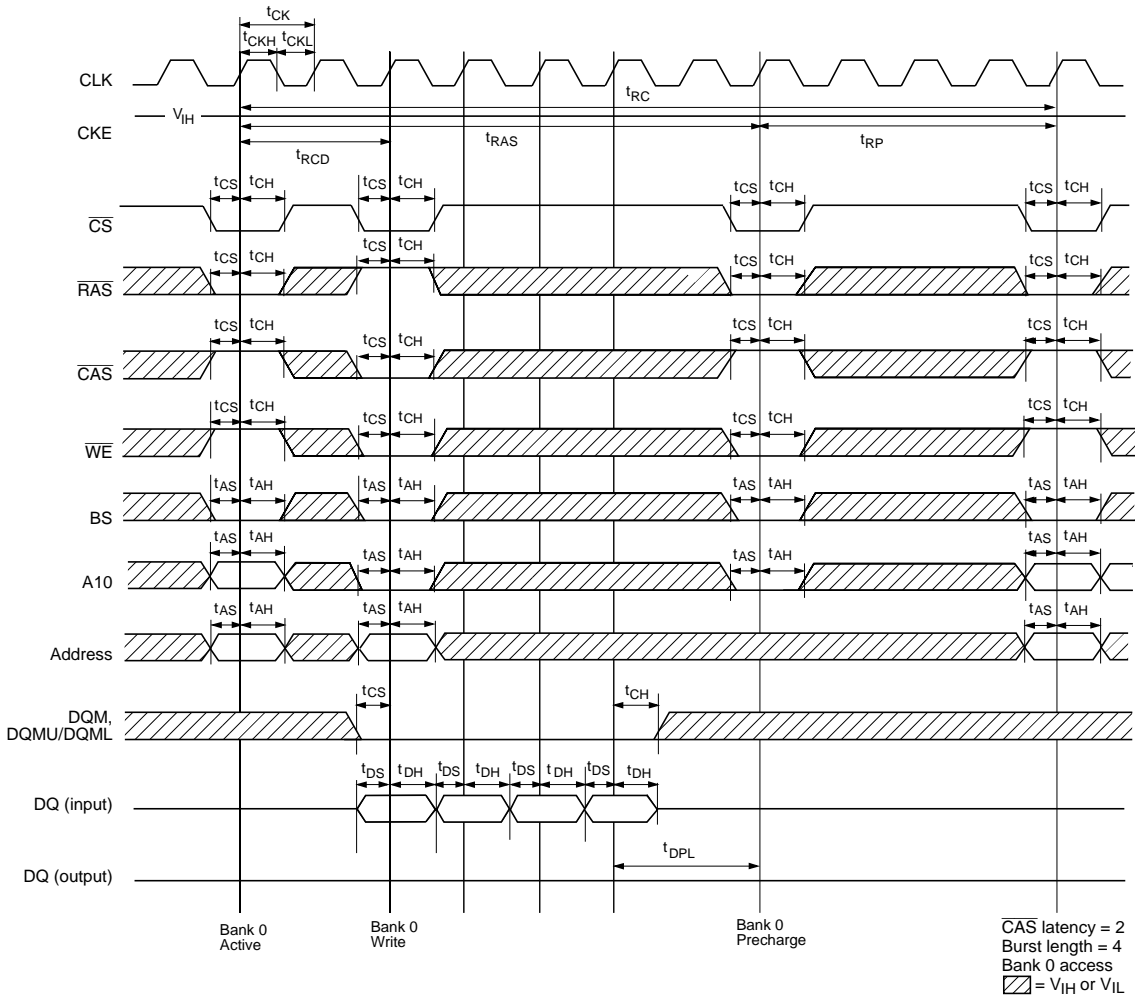 tCK
tCKH tCKL
CLK
tRC
VIH
CKE
tRAS
tRP
tRCD
tCS tCH tCS tCH tCS tCH tCS tCH
CS
tCS tCH
tCS tCH tCS tCH tCS tCH
RAS
tCS tCH tCS tCH tCS tCH
tCS tCH
CAS
tCS tCH tCS tCH
tCS tCH tCS tCH
WE
tAS tAH tAS tAH tAS tAH tAS tAH
BS
tAS tAH tAS tAH
tAS tAH tAS tAH
A10
tAS tAH tAS tAH tAS tAH
Address
tCS tCH
DQM,
DQMU/DQML
tDS tDH tDS tDH tDS tDH tDS tDH
DQ (input)
tDPL
DQ (output)
Bank 0
Active
Bank 0
Write
Bank 0
Precharge
CAS latency = 2
Burst length = 4
Bank 0 access
= VIH or VIL